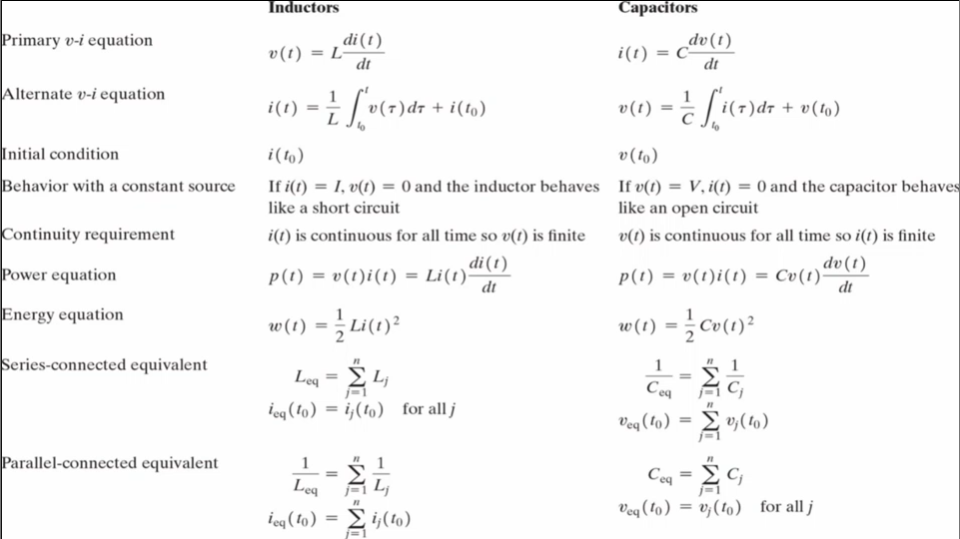 Inductors Capacitors
Primary v-i equation v(t) = L di(t)/dt i(t) = C dv(t)/dt
Alternate v-i equation i(t) = 1/L ∫_{t₀}^{t} v(τ)dτ + i(t₀) v(t) = 1/C ∫_{t₀}^{t} i(τ)dτ + v(t₀)
Initial condition i(t₀) v(t₀)
Behavior with a constant source If i(t) = I, v(t) = 0 and the inductor behaves If v(t) = V, i(t) = 0 and the capacitor behaves
like a short circuit like an open circuit
Continuity requirement i(t) is continuous for all time so v(t) is finite v(t) is continuous for all time so i(t) is finite
Power equation p(t) = v(t)i(t) = Li(t) di(t)/dt p(t) = v(t)i(t) = Cv(t) dv(t)/dt
Energy equation w(t) = 1/2 Li(t)² w(t) = 1/2 Cv(t)²
Series-connected equivalent L_eq = ∑_{j=1}^{n} L_j 1/C_eq = ∑_{j=1}^{n} 1/C_j
i_eq(t₀) = i_j(t₀) for all j v_eq(t₀) = ∑_{j=1}^{n} v_j(t₀)
Parallel-connected equivalent 1/L_eq = ∑_{j=1}^{n} 1/L_j C_eq = ∑_{j=1}^{n} C_j
i_eq(t₀) = ∑_{j=1}^{n} i_j(t₀) v_eq(t₀) = v_j(t₀) for all j